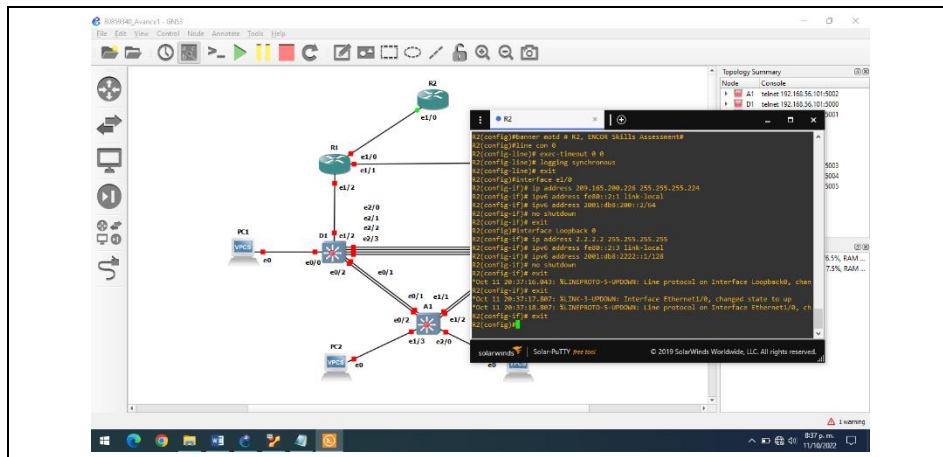 80859340_Avance1 - GNS3
File Edit View Control Node Annotate Tools Help
Topology Summary
Node Console
A1 telnet 192.168.56.101:5002
D1 telnet 192.168.56.101:5000
5001
5003
5004
5005
6.5%, RAM ...
7.5%, RAM ...
R2
e1/0
R1
e1/0
e1/1
e1/2
e2/0
e2/1
e2/2
e2/3
PC1
VPCS
e0
D1
e1/2
e0/0
e0/2
e0/1
e0/1
e1/1
A1
e0/2
e1/2
e1/3
e2/0
PC2
VPCS
e0
e0
VPCS
R2
R2(config)#banner motd # R2, ENCOR Skills Assessment#
R2(config)#line con 0
R2(config-line)# exec-timeout 0 0
R2(config-line)# logging synchronous
R2(config-line)# exit
R2(config)#interface e1/0
R2(config-if)# ip address 209.165.200.226 255.255.255.224
R2(config-if)# ipv6 address fe80::2:1 link-local
R2(config-if)# ipv6 address 2001:db8:200::2/64
R2(config-if)# no shutdown
R2(config-if)# exit
R2(config)#interface Loopback 0
R2(config-if)# ip address 2.2.2.2 255.255.255.255
R2(config-if)# ipv6 address fe80::2:3 link-local
R2(config-if)# ipv6 address 2001:db8:2222::1/128
R2(config-if)# no shutdown
R2(config-if)# exit
*Oct 11 20:37:16.043: %LINEPROTO-5-UPDOWN: Line protocol on Interface Loopback0, chan
R2(config-if)# exit
*Oct 11 20:37:17.807: %LINK-3-UPDOWN: Interface Ethernet1/0, changed state to up
*Oct 11 20:37:18.807: %LINEPROTO-5-UPDOWN: Line protocol on Interface Ethernet1/0, ch
R2(config-if)# exit
R2(config)#
solarwinds Solar-PuTTY free tool © 2019 SolarWinds Worldwide, LLC. All rights reserved.
1 warning
8:37 p. m.
11/10/2022